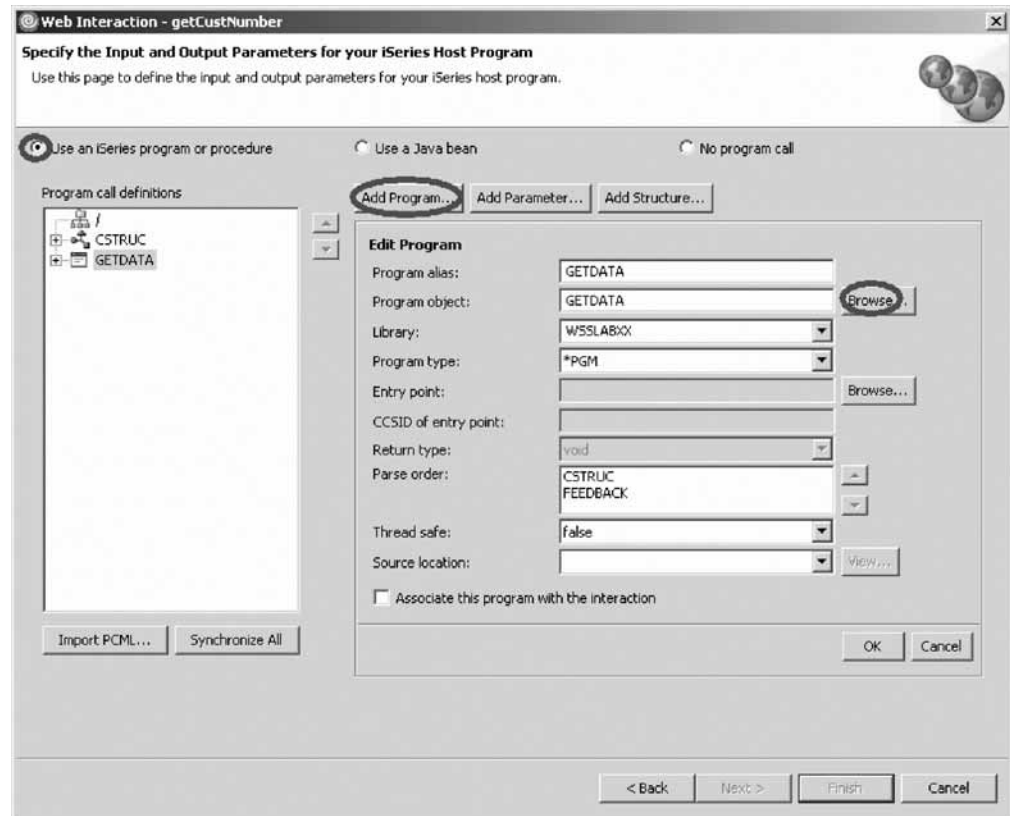 Web Interaction - getCustNumber
Specify the Input and Output Parameters for your iSeries Host Program
Use this page to define the input and output parameters for your iSeries host program.
Use an iSeries program or procedure
Use a Java bean
No program call
Program call definitions
Add Program...
Add Parameter...
Add Structure...
/
CSTRUC
GETDATA
Edit Program
Program alias:
GETDATA
Program object:
GETDATA
Browse...
Library:
WSSLABXX
Program type:
*PGM
Entry point:
Browse...
CCSID of entry point:
Return type:
void
Parse order:
CSTRUC
FEEDBACK
Thread safe:
false
Source location:
View...
Associate this program with the interaction
Import PCML...
Synchronize All
OK
Cancel
< Back
Next >
Finish
Cancel